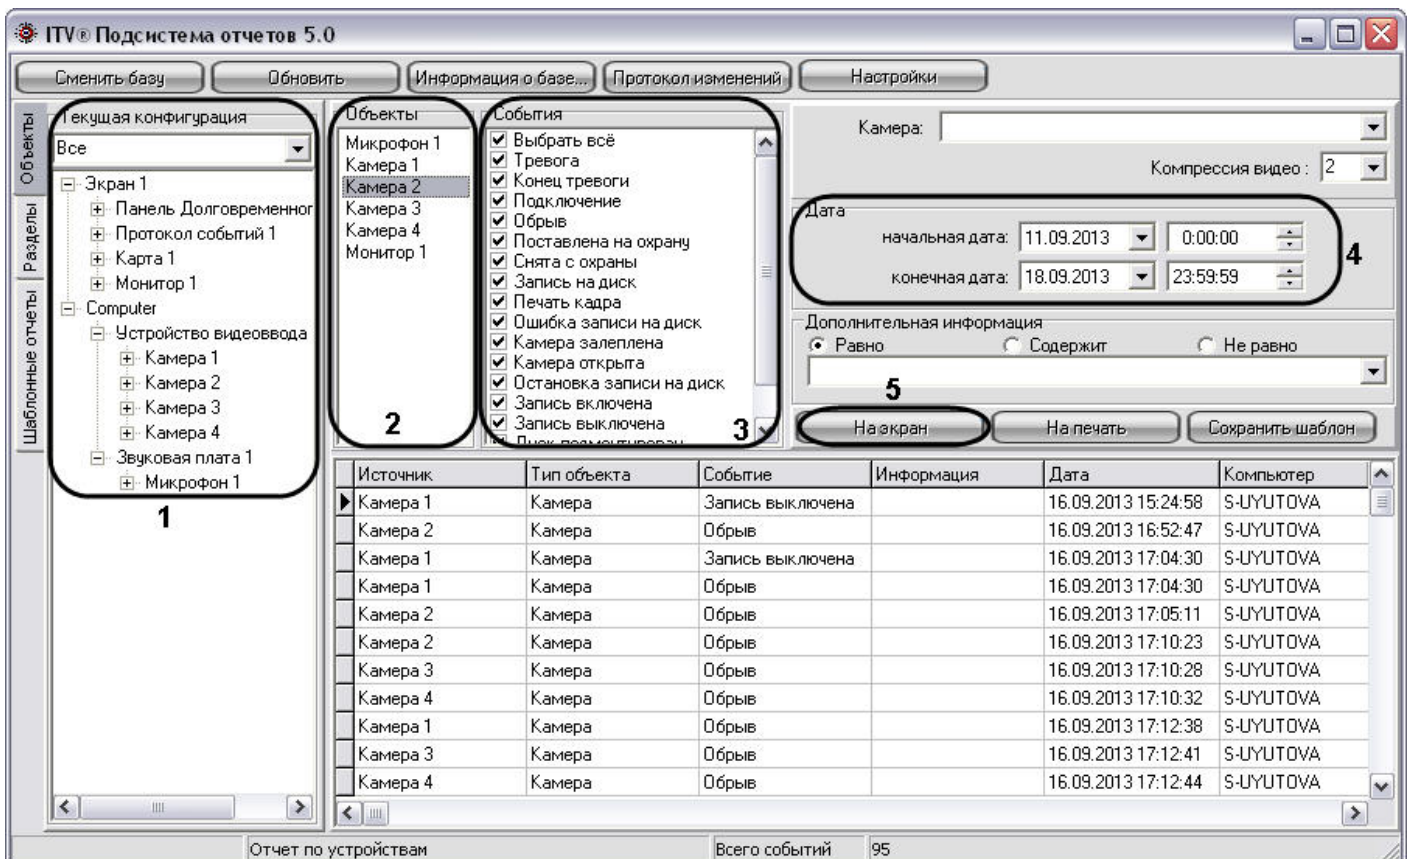 ITV® Подсистема отчетов 5.0
Сменить базу Обновить Информация о базе... Протокол изменений Настройки
Объекты
Разделы
Шаблонные отчеты
Текущая конфигурация
Все
Экран 1
Панель Долговременног
Протокол событий 1
Карта 1
Монитор 1
Computer
Устройство видеоввода
Камера 1
Камера 2
Камера 3
Камера 4
Звуковая плата 1
Микрофон 1
1
Объекты
Микрофон 1
Камера 1
Камера 2
Камера 3
Камера 4
Монитор 1
2
События
Выбрать всё
Тревога
Конец тревоги
Подключение
Обрыв
Поставлена на охрану
Снята с охраны
Запись на диск
Печать кадра
Ошибка записи на диск
Камера залеплена
Камера открыта
Остановка записи на диск
Запись включена
Запись выключена
3
Камера:
Компрессия видео : 2
Дата
начальная дата: 11.09.2013 0:00:00
конечная дата: 18.09.2013 23:59:59
4
Дополнительная информация
Равно Содержит Не равно
5
На экран На печать Сохранить шаблон
Источник Тип объекта Событие Информация Дата Компьютер
Камера 1 Камера Запись выключена 16.09.2013 15:24:58 S-UYUTOVA
Камера 2 Камера Обрыв 16.09.2013 16:52:47 S-UYUTOVA
Камера 1 Камера Запись выключена 16.09.2013 17:04:30 S-UYUTOVA
Камера 1 Камера Обрыв 16.09.2013 17:04:30 S-UYUTOVA
Камера 2 Камера Обрыв 16.09.2013 17:05:11 S-UYUTOVA
Камера 2 Камера Обрыв 16.09.2013 17:10:23 S-UYUTOVA
Камера 3 Камера Обрыв 16.09.2013 17:10:28 S-UYUTOVA
Камера 4 Камера Обрыв 16.09.2013 17:10:32 S-UYUTOVA
Камера 1 Камера Обрыв 16.09.2013 17:12:38 S-UYUTOVA
Камера 3 Камера Обрыв 16.09.2013 17:12:41 S-UYUTOVA
Камера 4 Камера Обрыв 16.09.2013 17:12:44 S-UYUTOVA
Отчет по устройствам Всего событий 95